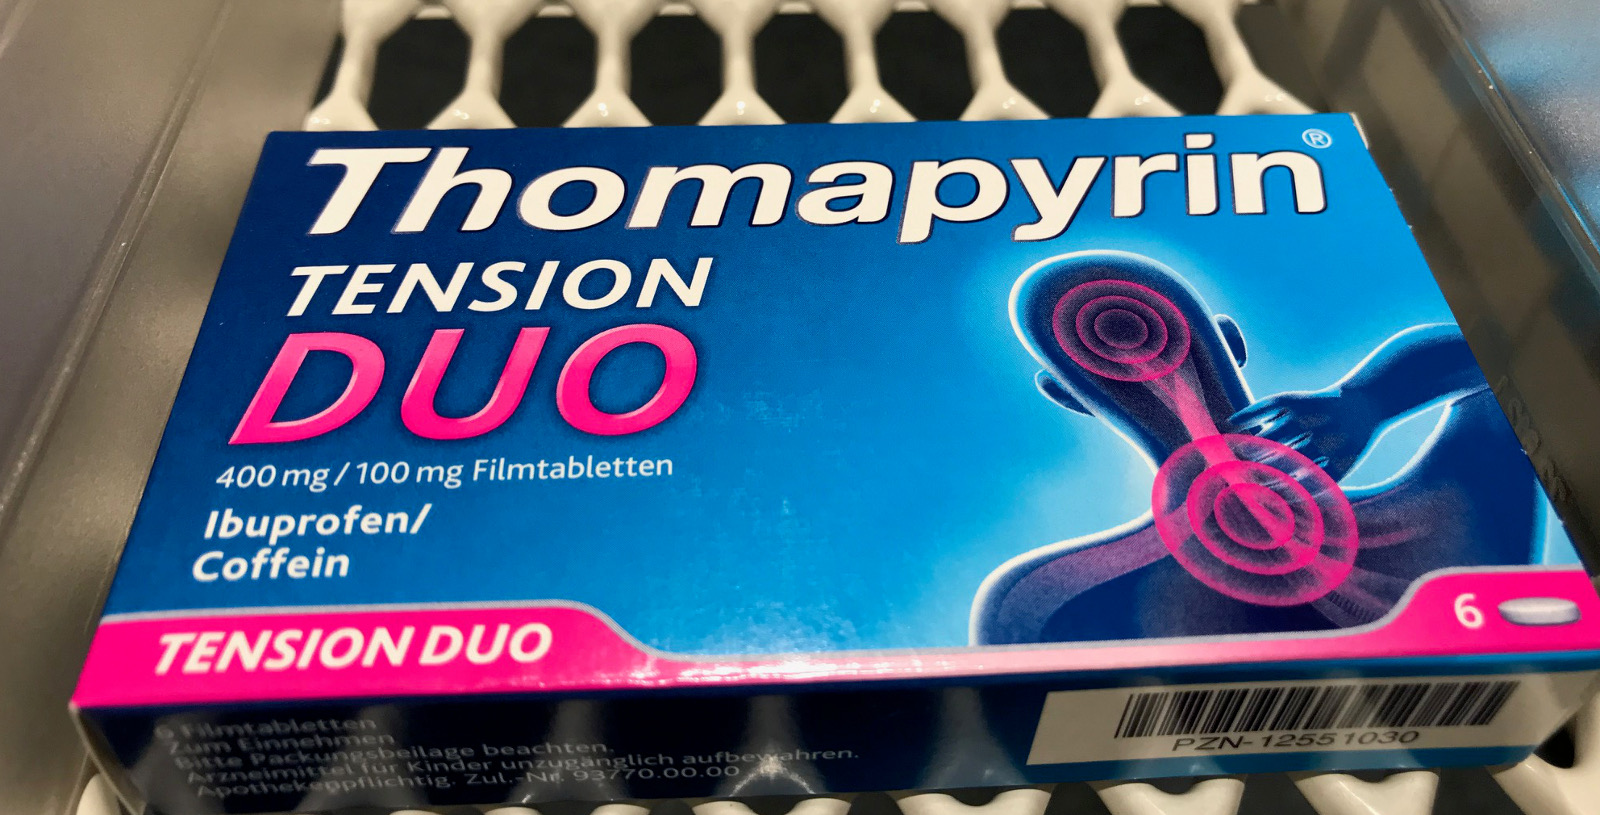 Thomapyrin®
TENSION
DUO
400 mg / 100 mg Filmtabletten
Ibuprofen/
Coffein
TENSION DUO
6
6 Filmtabletten
Zum Einnehmen
Bitte Packungsbeilage beachten.
Arzneimittel für Kinder unzugänglich aufbewahren.
Apothekenpflichtig. Zul.-Nr. 93770.00.00
PZN-12551030